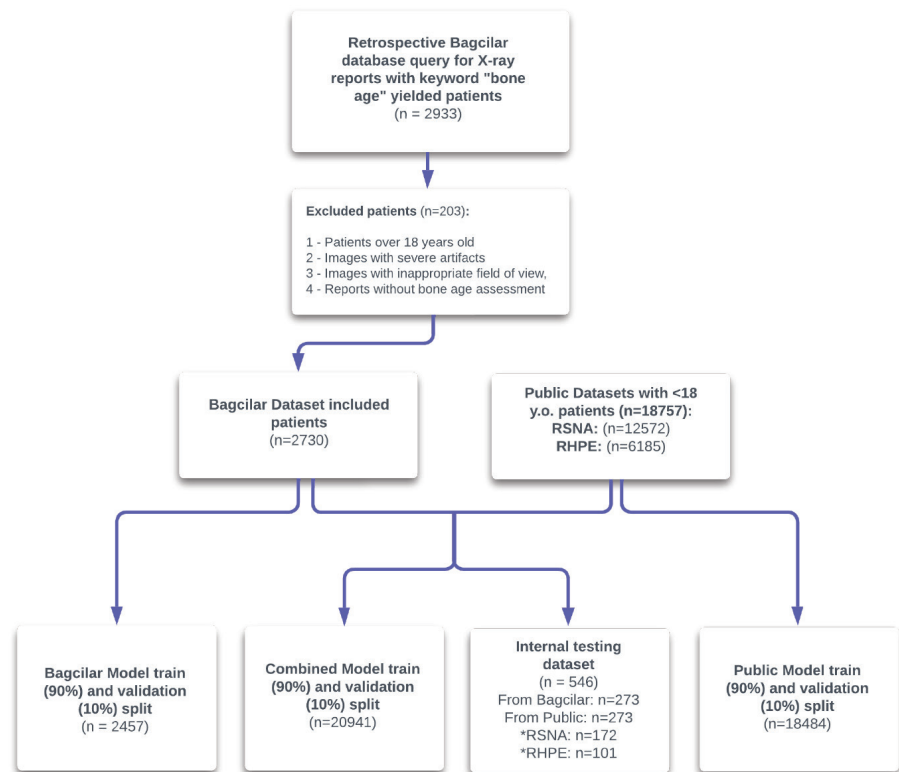 Retrospective Bagcilar
database query for X-ray
reports with keyword "bone
age" yielded patients
(n = 2933)
Excluded patients (n=203):
1 - Patients over 18 years old
2 - Images with severe artifacts
3 - Images with inappropriate field of view,
4 - Reports without bone age assessment
Bagcilar Dataset included
patients
(n=2730)
Public Datasets with <18
y.o. patients (n=18757):
RSNA: (n=12572)
RHPE: (n=6185)
Bagcilar Model train
(90%) and validation
(10%) split
(n = 2457)
Combined Model train
(90%) and validation
(10%) split
(n=20941)
Internal testing
dataset
(n = 546)
From Bagcilar: n=273
From Public: n=273
*RSNA: n=172
*RHPE: n=101
Public Model train
(90%) and validation
(10%) split
(n=18484)